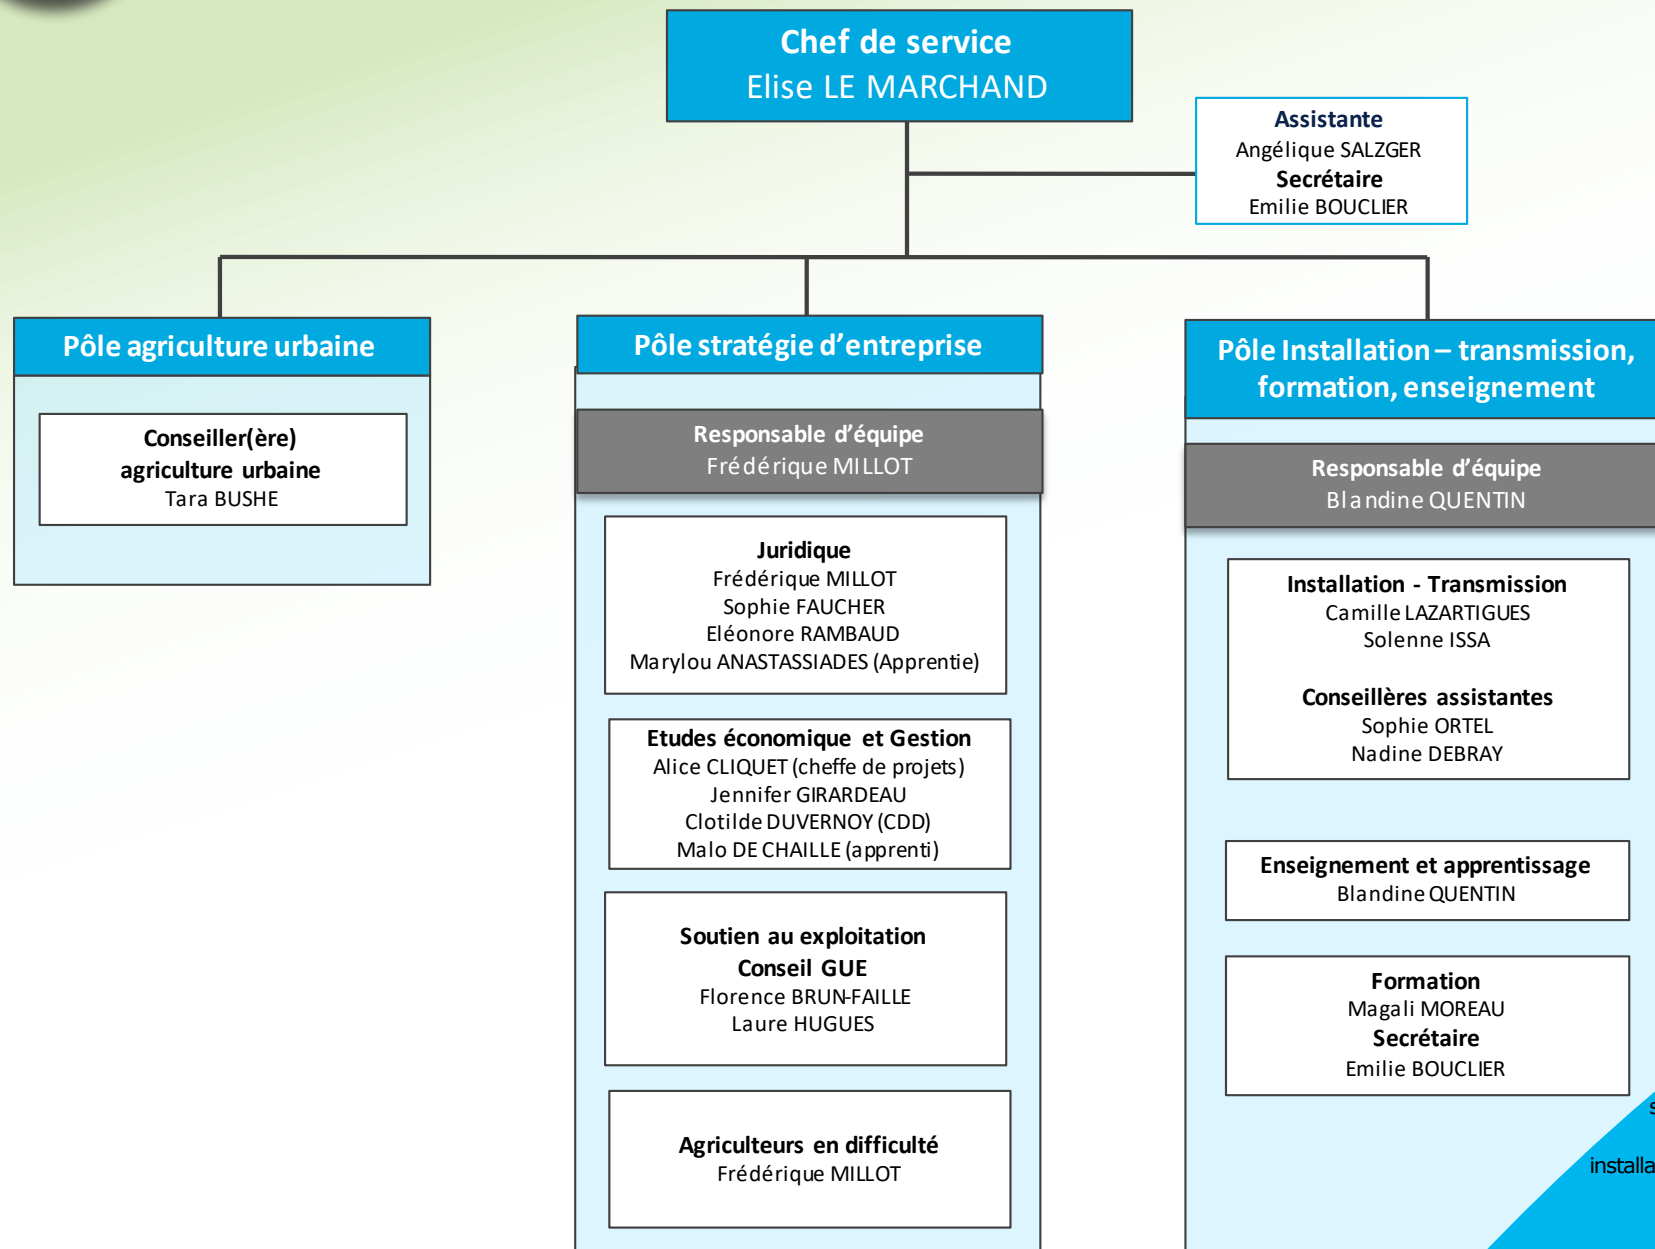 Chef de service
Elise LE MARCHAND
Assistante
Angélique SALZGER
Secrétaire
Emilie BOUCLIER
Pôle agriculture urbaine
Conseiller(ère)
agriculture urbaine
Tara BUSHE
Pôle stratégie d’entreprise
Responsable d’équipe
Frédérique MILLOT
Juridique
Frédérique MILLOT
Sophie FAUCHER
Eléonore RAMBAUD
Marylou ANASTASSIADES (Apprentie)
Etudes économique et Gestion
Alice CLIQUET (cheffe de projets)
Jennifer GIRARDEAU
Clotilde DUVERNOY (CDD)
Malo DE CHAILLE (apprenti)
Soutien au exploitation
Conseil GUE
Florence BRUN-FAILLE
Laure HUGUES
Agriculteurs en difficulté
Frédérique MILLOT
Pôle Installation – transmission,
formation, enseignement
Responsable d’équipe
Blandine QUENTIN
Installation - Transmission
Camille LAZARTIGUES
Solenne ISSA
Conseillères assistantes
Sophie ORTEL
Nadine DEBRAY
Enseignement et apprentissage
Blandine QUENTIN
Formation
Magali MOREAU
Secrétaire
Emilie BOUCLIER
installa